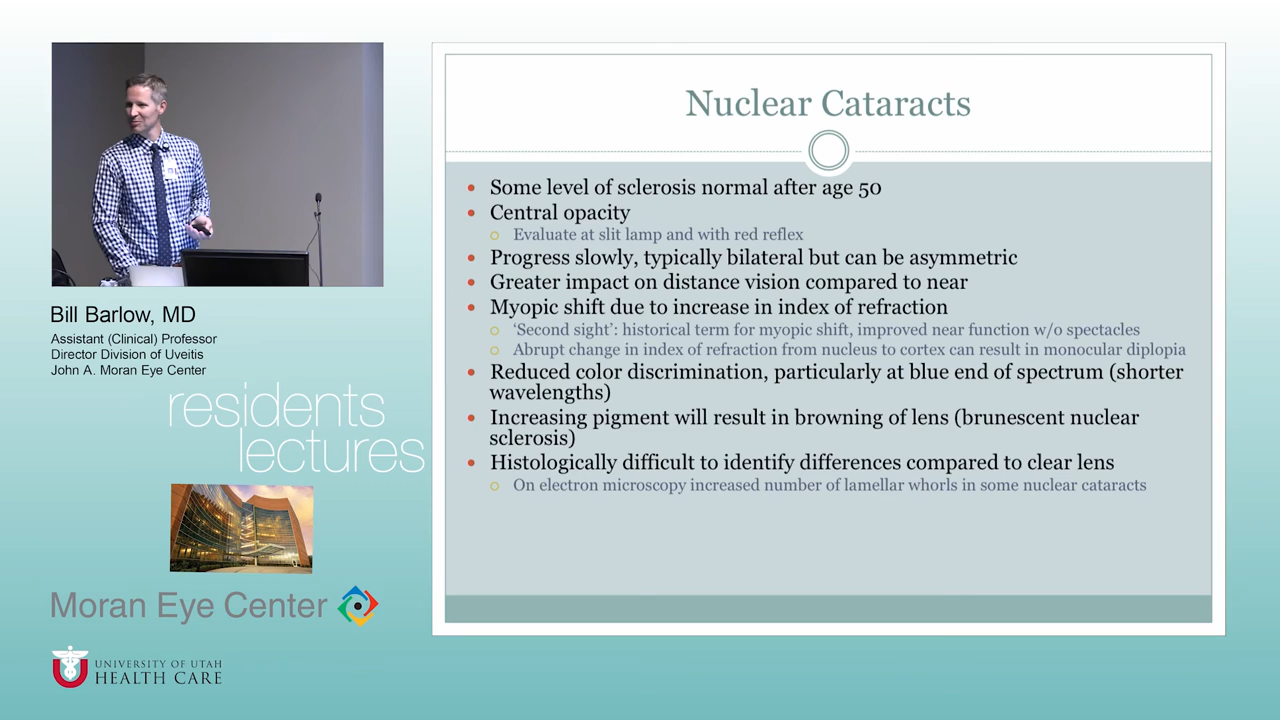 Bill Barlow, MD
Assistant (Clinical) Professor
Director Division of Uveitis
John A. Moran Eye Center
residents
lectures
Moran Eye Center
UNIVERSITY OF UTAH
HEALTH CARE
Nuclear Cataracts
Some level of sclerosis normal after age 50
Central opacity
Evaluate at slit lamp and with red reflex
Progress slowly, typically bilateral but can be asymmetric
Greater impact on distance vision compared to near
Myopic shift due to increase in index of refraction
‘Second sight’: historical term for myopic shift, improved near function w/o spectacles
Abrupt change in index of refraction from nucleus to cortex can result in monocular diplopia
Reduced color discrimination, particularly at blue end of spectrum (shorter
wavelengths)
Increasing pigment will result in browning of lens (brunescent nuclear
sclerosis)
Histologically difficult to identify differences compared to clear lens
On electron microscopy increased number of lamellar whorls in some nuclear cataracts